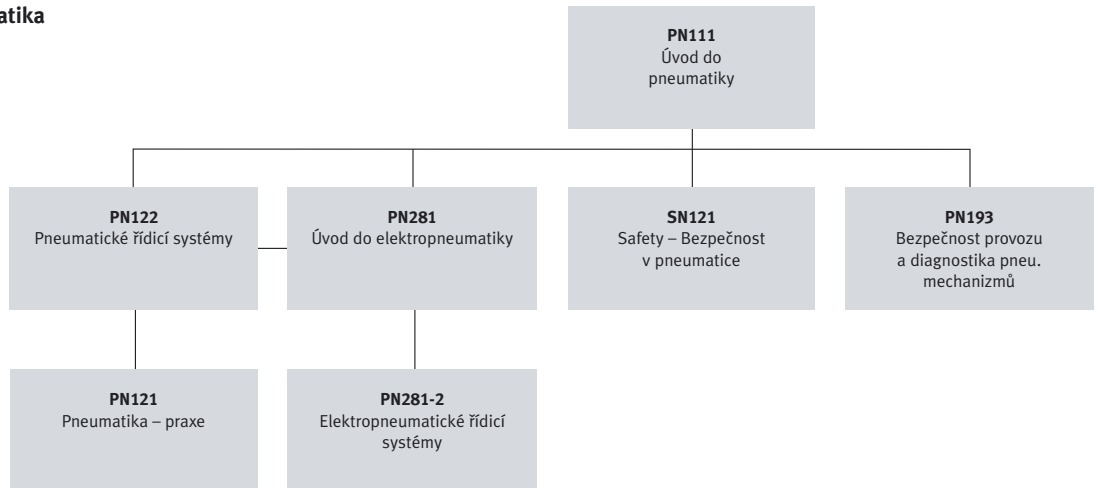 atika
PN111
Úvod do
pneumatiky
PN122
Pneumatické řídicí systémy
PN281
Úvod do elektropneumatiky
SN121
Safety – Bezpečnost
v pneumatice
PN193
Bezpečnost provozu
a diagnostika pneu.
mechanizmů
PN121
Pneumatika – praxe
PN281-2
Elektropneumatické řídicí
systémy